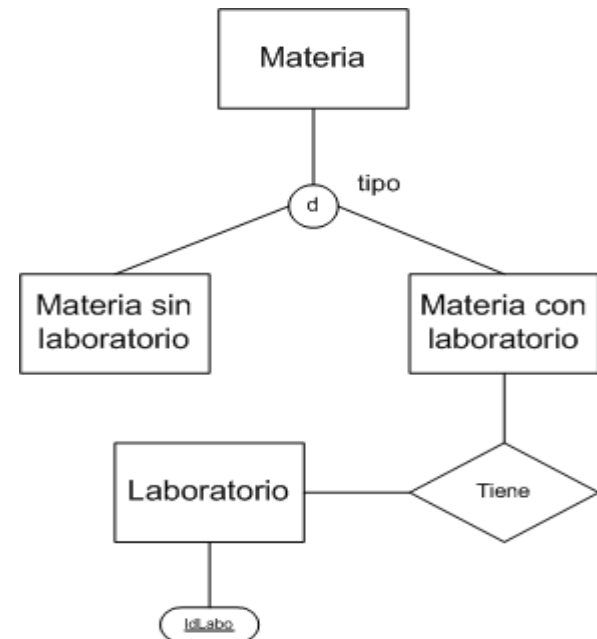 Materia
d
tipo
Materia sin
laboratorio
Materia con
laboratorio
Laboratorio
Tiene
IdLabo